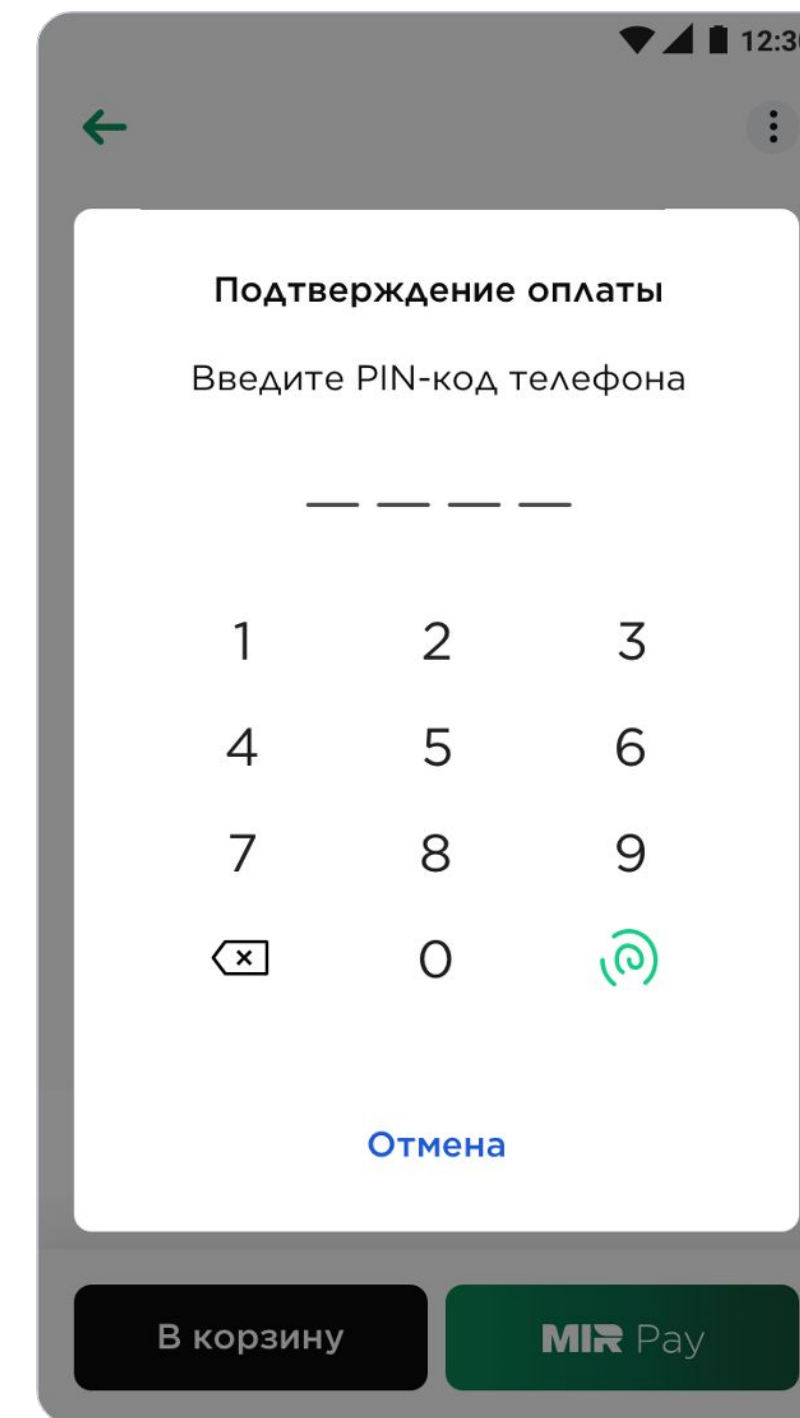 12:30
Подтверждение оплаты
Введите PIN-код телефона
1 2 3
4 5 6
7 8 9
0
Отмена
В корзину
MIR Pay